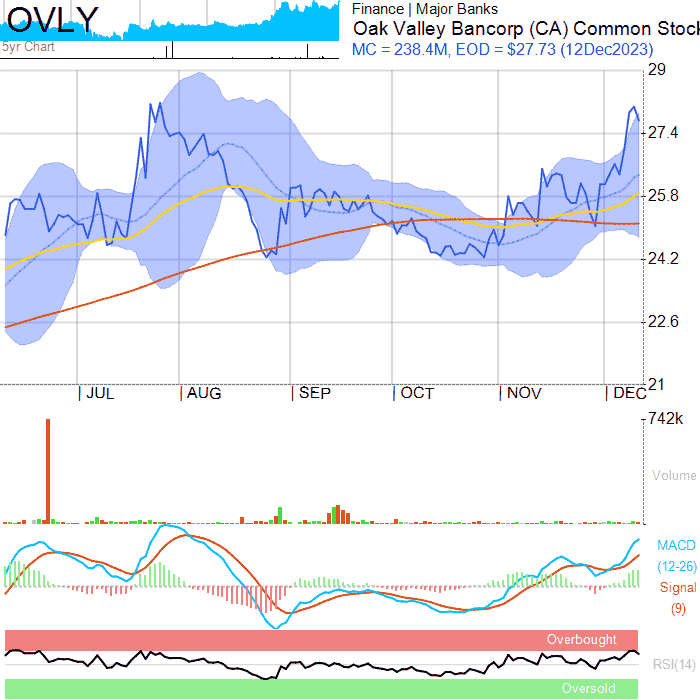 OVLY
5yr Chart
Finance | Major Banks
Oak Valley Bancorp (CA) Common Stock
MC = 238.4M, EOD = $27.73 (12Dec2023)
29
27.4
25.8
24.2
22.6
21
JUL
AUG
SEP
OCT
NOV
DEC
742k
Volume
MACD
(12-26)
Signal
(9)
Overbought
RSI(14)
Oversold